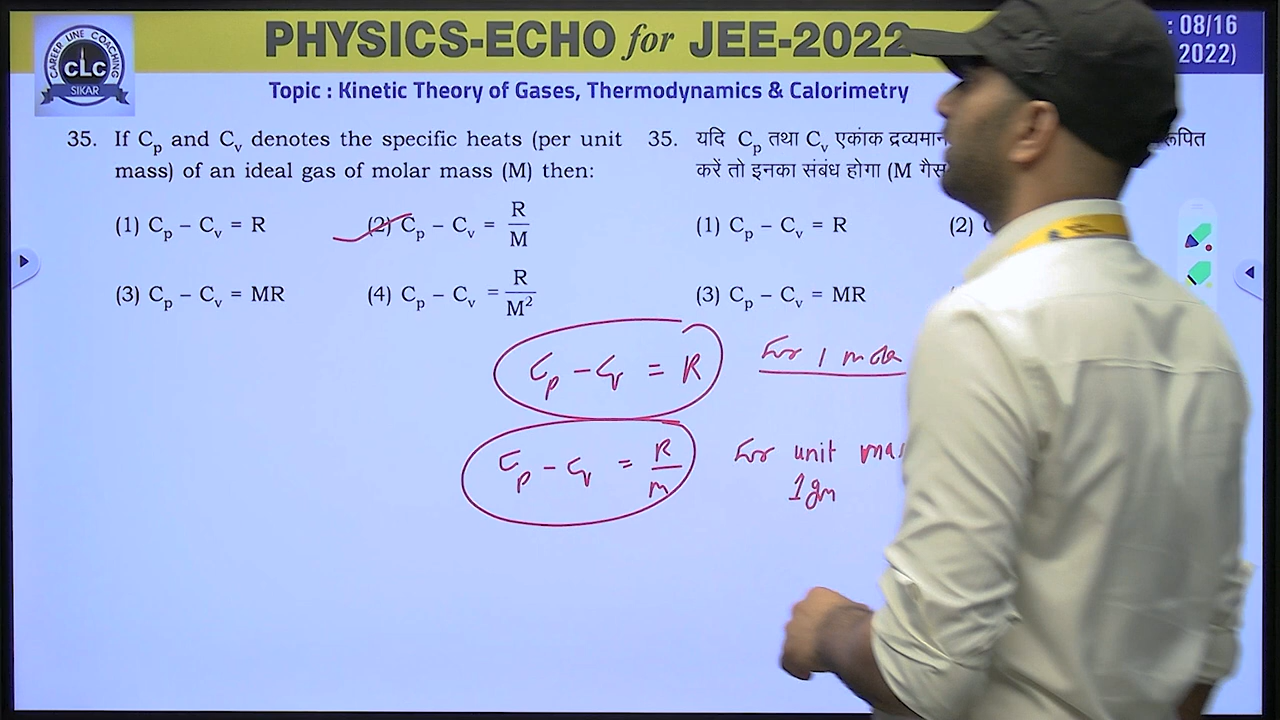 CAREER LINE COACHING
CLC
SIKAR
PHYSICS-ECHO for JEE-2022
: 08/16
2022)
Topic : Kinetic Theory of Gases, Thermodynamics & Calorimetry
35. If Cp and Cv denotes the specific heats (per unit
mass) of an ideal gas of molar mass (M) then:
(1) Cp – Cv = R
(2) Cp – Cv = R/M
(3) Cp – Cv = MR
(4) Cp – Cv = R/M²
35. यदि Cp तथा Cv एकांक द्रव्यमान
करें तो इनका संबंध होगा (M गैस
(1) Cp – Cv = R
(2) C
(3) Cp – Cv = MR
Cp – Cv = R For 1 mole
Cp – Cv = R/M For unit mas
1gm